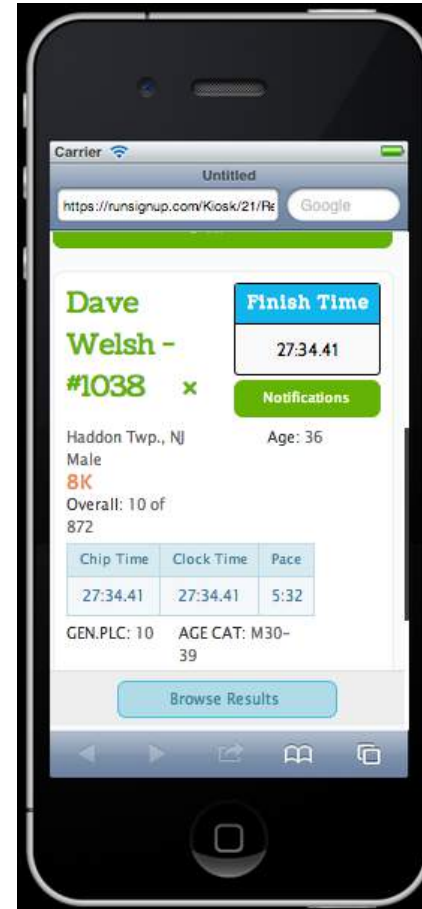 Carrier
Untitled
https://runsignup.com/Kiosk/21/Re
Google
Dave
Welsh –
#1038 ×
Finish Time
27:34.41
Notifications
Haddon Twp., NJ
Age: 36
Male
8K
Overall: 10 of
872
Chip Time Clock Time Pace
27:34.41 27:34.41 5:32
GEN.PLC: 10 AGE CAT: M30–
39
Browse Results